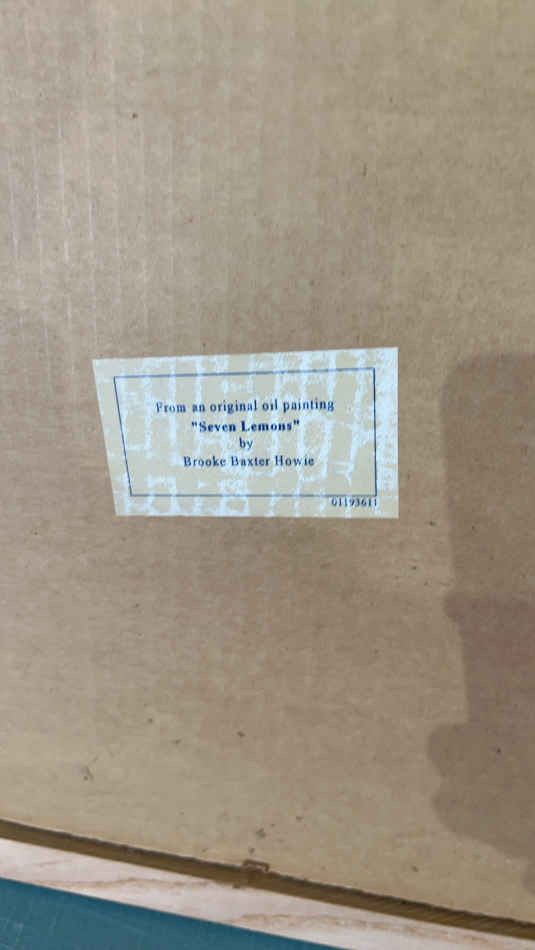 From an original oil painting
"Seven Lemons"
by
Brooke Baxter Howie
01193611